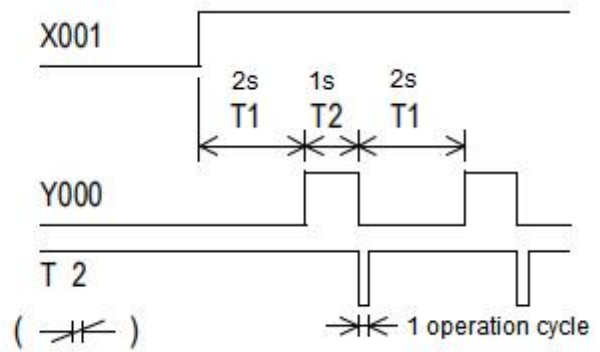 X001
2s 1s 2s
T1 T2 T1
Y000
T 2
( ) 1 operation cycle